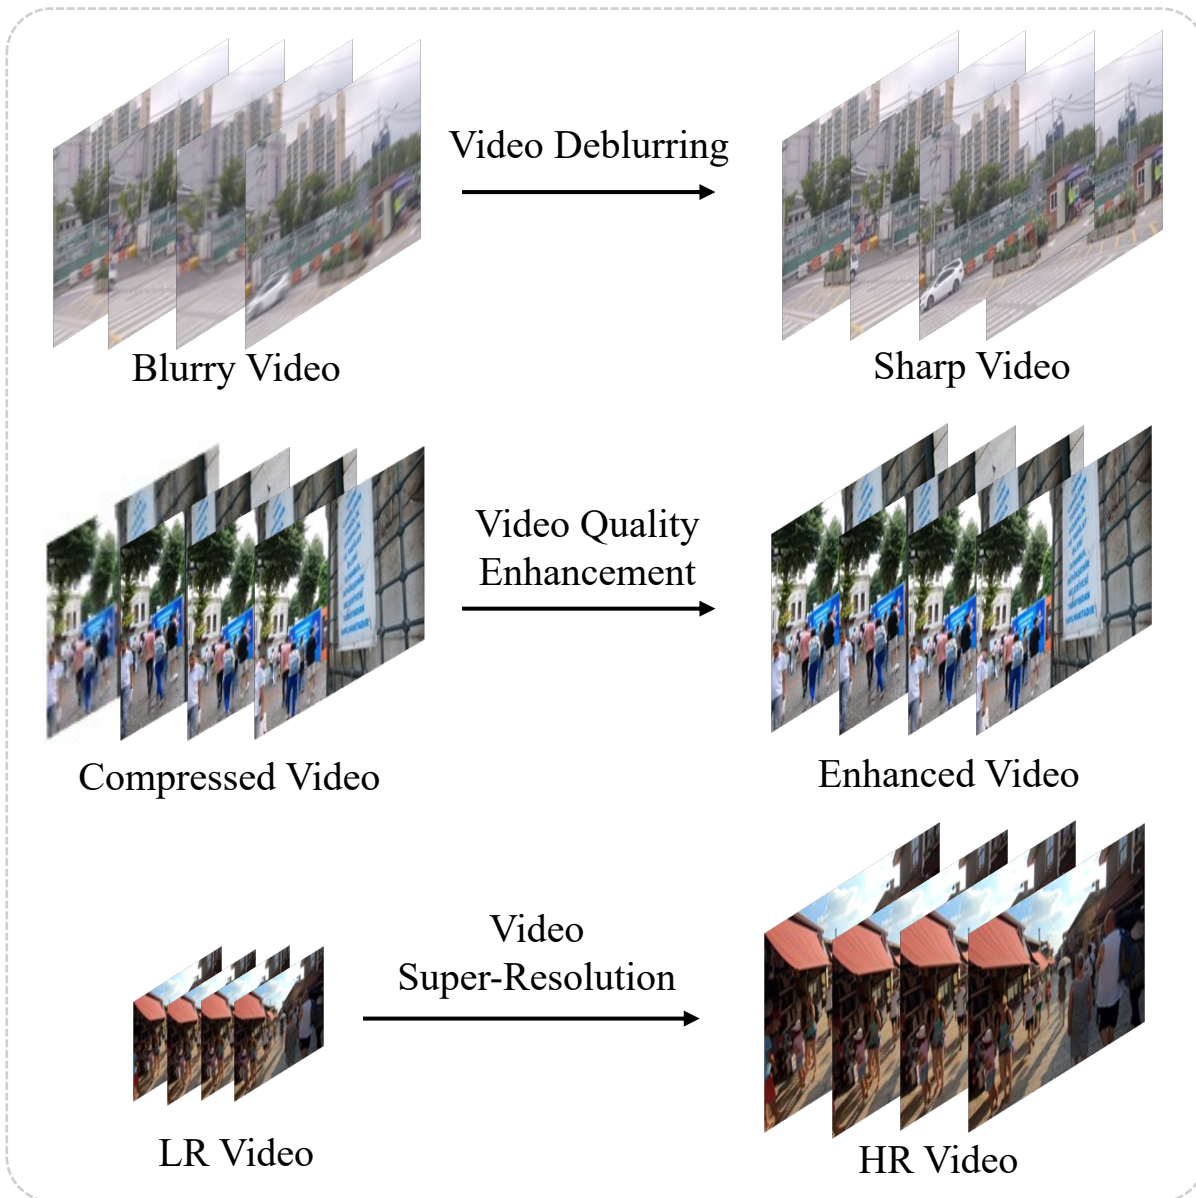 Video Deblurring
Blurry Video
Sharp Video
Video Quality
Enhancement
Compressed Video
Enhanced Video
Video
Super-Resolution
LR Video
HR Video